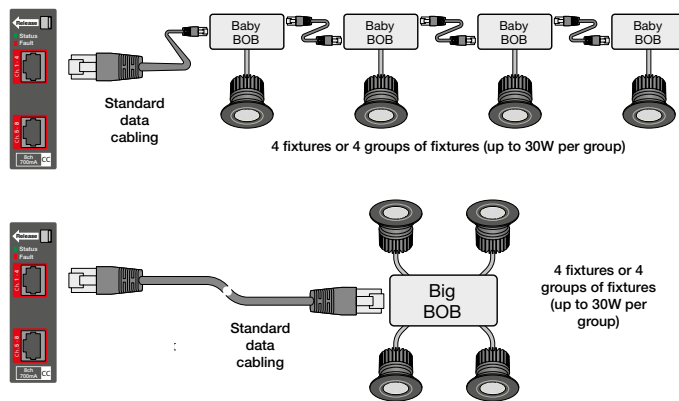 Release
Status
Fault
Ch. 1 - 4
Ch. 5 - 8
8ch
700mA
CC
Standard
data
cabling
Baby
BOB
Baby
BOB
Baby
BOB
Baby
BOB
4 fixtures or 4 groups of fixtures (up to 30W per group)
Release
Status
Fault
Ch. 1 - 4
Ch. 5 - 8
8ch
700mA
CC
Standard
data
cabling
:
Big
BOB
4 fixtures or 4
groups of fixtures
(up to 30W per
group)